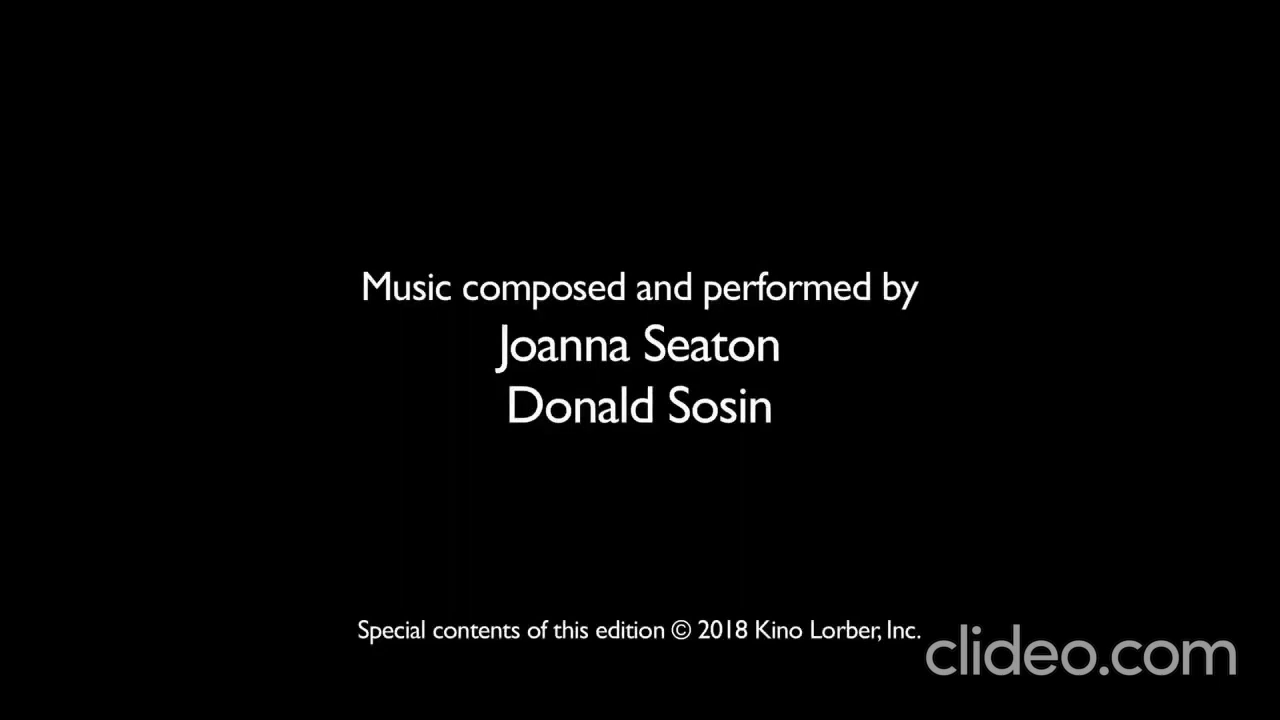 Music composed and performed by
Joanna Seaton
Donald Sosin
Special contents of this edition © 2018 Kino Lorber, Inc.
clideo.com